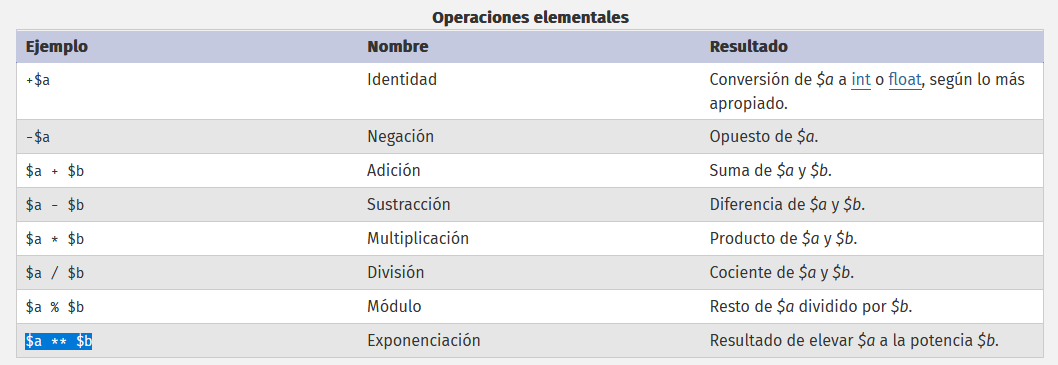 Operaciones elementales
Ejemplo Nombre Resultado
+$a Identidad Conversión de $a a int o float, según lo más
apropiado.
-$a Negación Opuesto de $a.
$a + $b Adición Suma de $a y $b.
$a - $b Sustracción Diferencia de $a y $b.
$a * $b Multiplicación Producto de $a y $b.
$a / $b División Cociente de $a y $b.
$a % $b Módulo Resto de $a dividido por $b.
$a ** $b Exponenciación Resultado de elevar $a a la potencia $b.